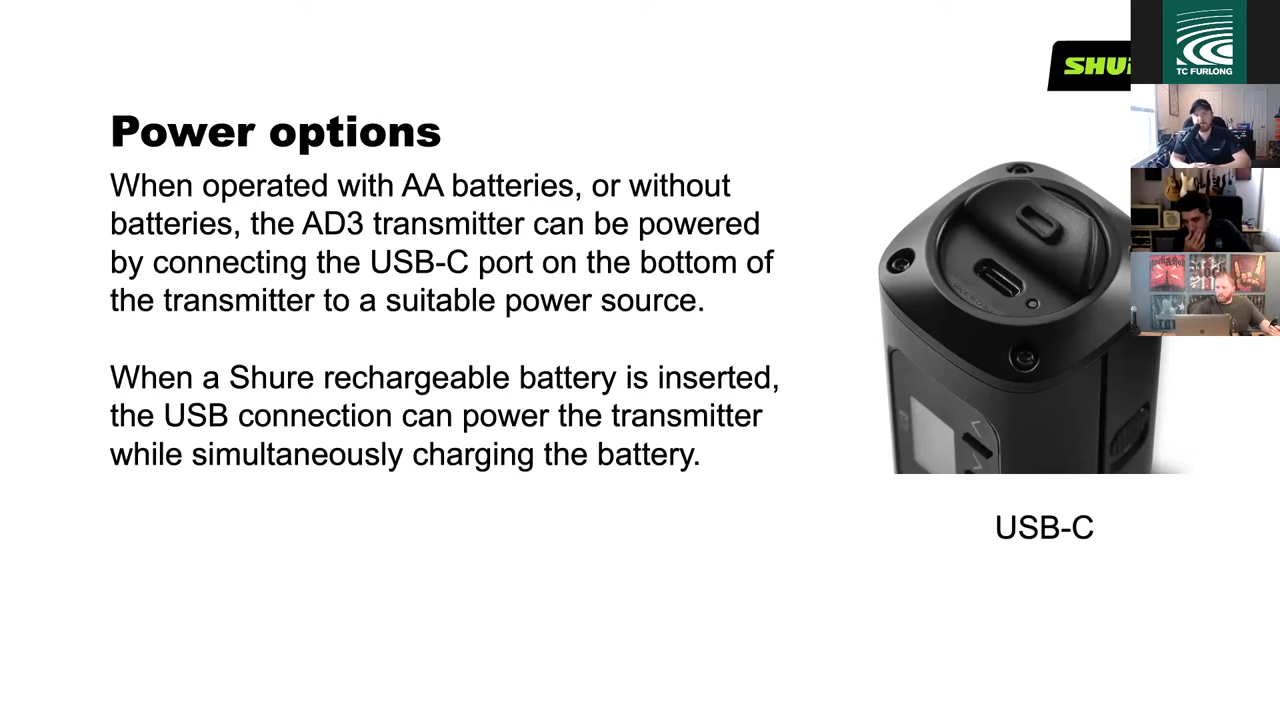 SHU
TC FURLONG
Power options
When operated with AA batteries, or without
batteries, the AD3 transmitter can be powered
by connecting the USB-C port on the bottom of
the transmitter to a suitable power source.
When a Shure rechargeable battery is inserted,
the USB connection can power the transmitter
while simultaneously charging the battery.
USB-C